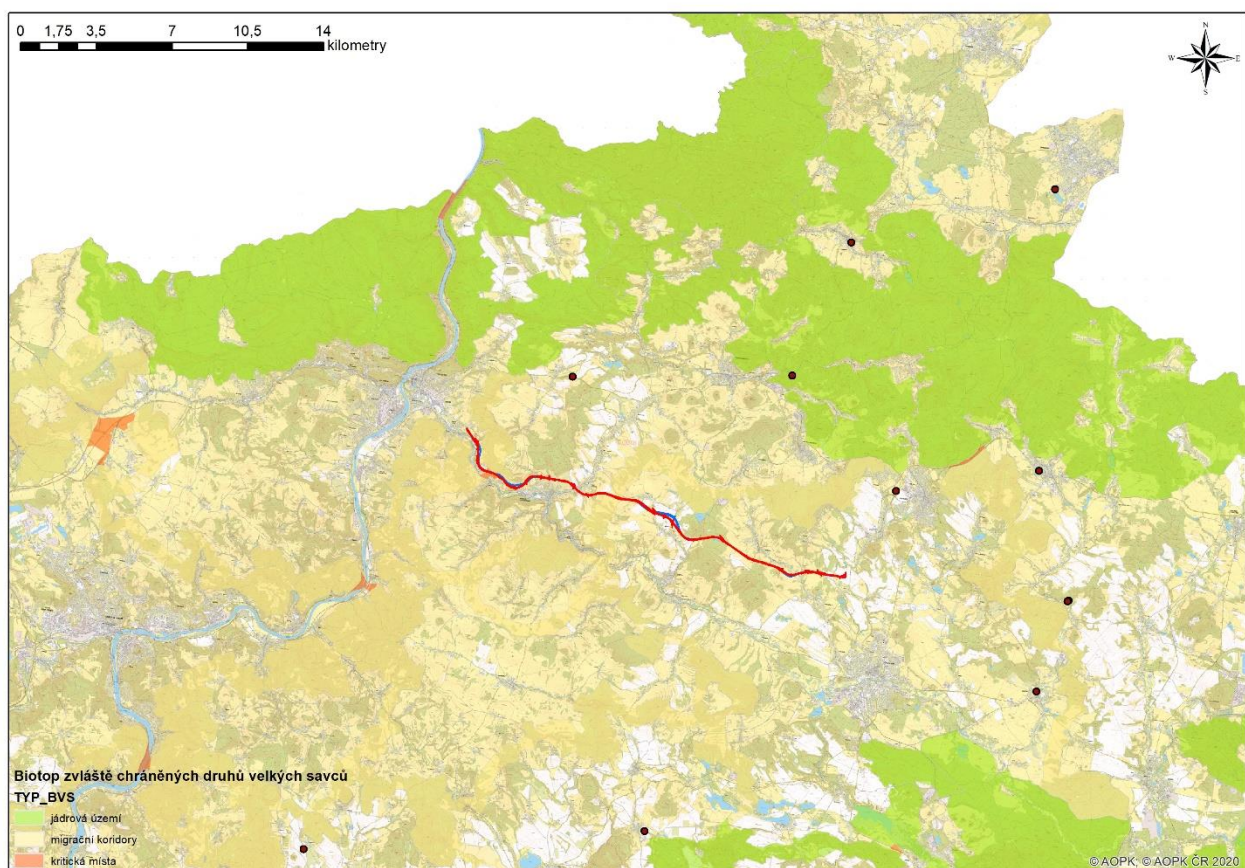 0 1,75 3,5 7 10,5 14
kilometry
N
W E
S
Biotop zvláště chráněných druhů velkých savců
TYP_BVS
jádrová území
migrační koridory
kritická místa
© AOPK; © AOPK ČR 2020